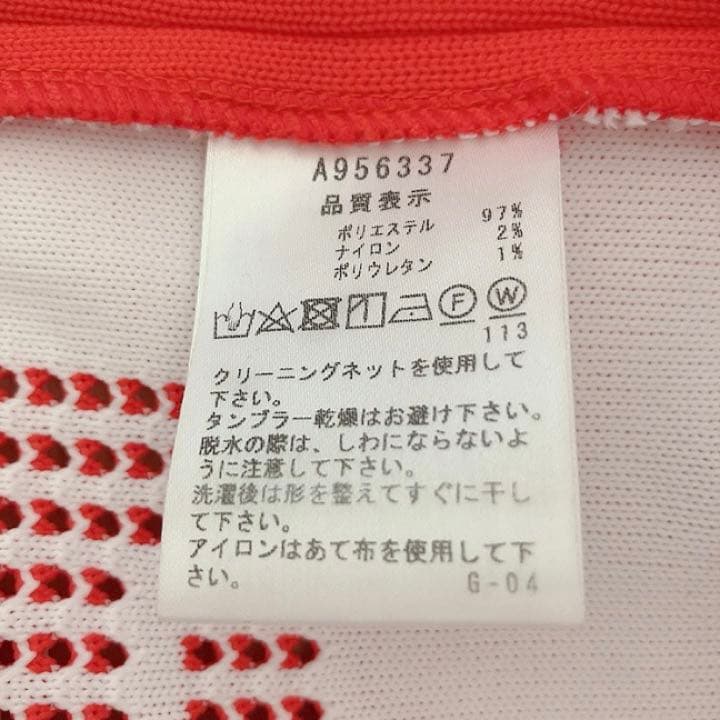 A956337
品質表示
ポリエステル 97%
ナイロン 2%
ポリウレタン 1%
F W
113
クリーニングネットを使用して
下さい。
タンブラー乾燥はお避け下さい。
脱水の際は、しわにならないよ
うに注意して下さい。
洗濯後は形を整えてすぐに干し
て下さい。
アイロンはあて布を使用して下
さい。 G-04